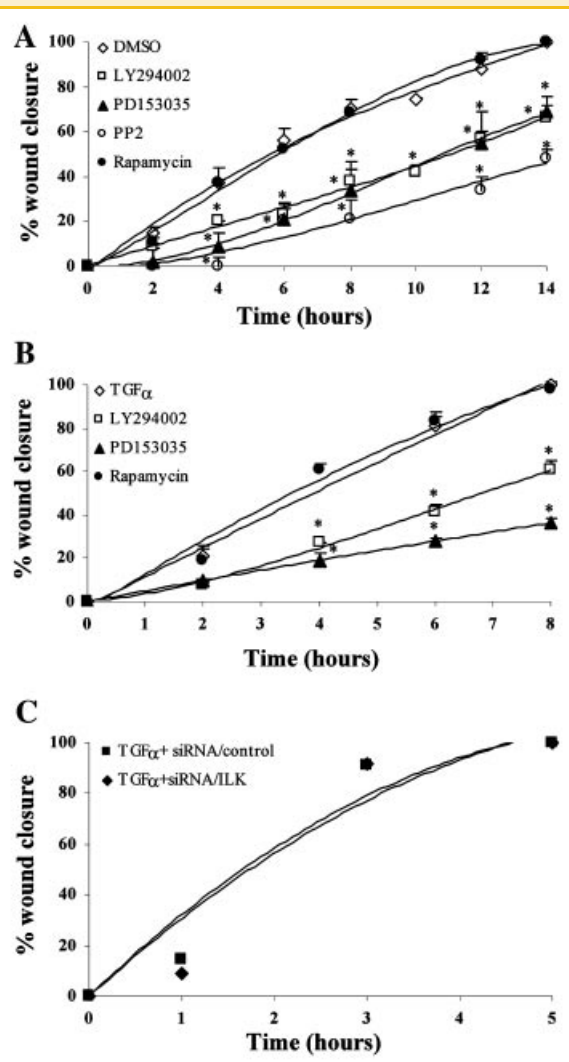 A
100
80
60
40
20
0
% wound closure
DMSO
LY294002
PD153035
PP2
Rapamycin
* * * * * * * * * * * * *
0 2 4 6 8 10 12 14
Time (hours)
B
100
80
60
40
20
0
% wound closure
TGFα
LY294002
PD153035
Rapamycin
* * * * * *
0 1 2 3 4 5 6 7 8
Time (hours)
C
100
80
60
40
20
0
% wound closure
TGFα+ siRNA/control
TGFα+siRNA/ILK
0 1 2 3 4 5
Time (hours)